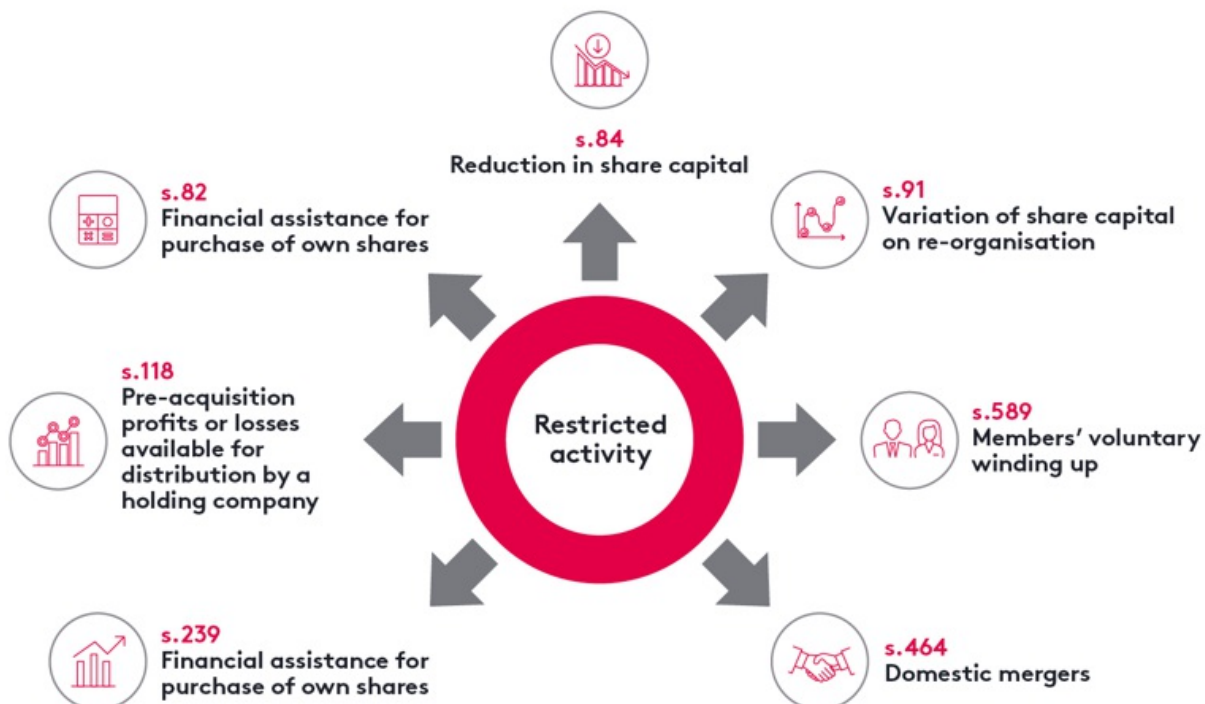 s.84
Reduction in share capital
s.82
Financial assistance for
purchase of own shares
s.91
Variation of share capital
on re-organisation
s.118
Pre-acquisition
profits or losses
available for
distribution by a
holding company
Restricted
activity
s.589
Members’ voluntary
winding up
s.239
Financial assistance for
purchase of own shares
s.464
Domestic mergers